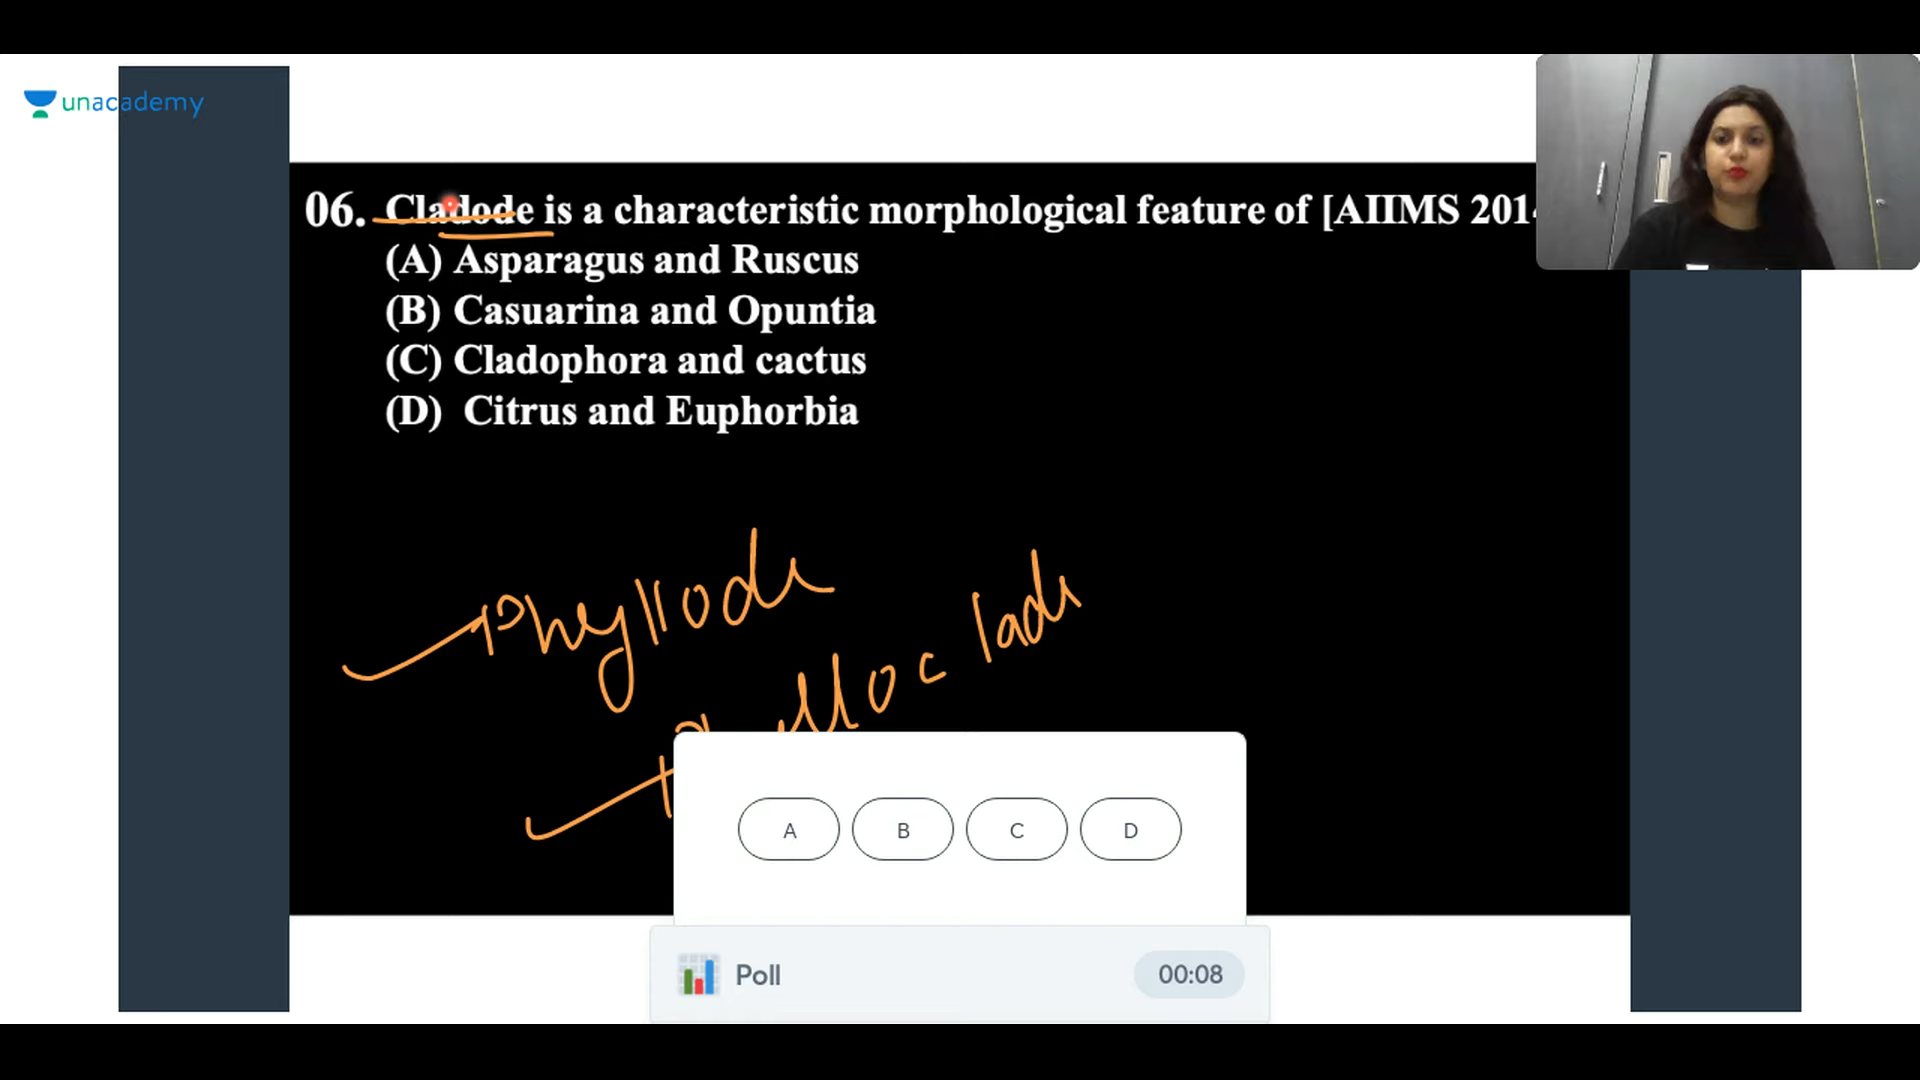 unacademy
06. Cladode is a characteristic morphological feature of [AIIMS 201
(A) Asparagus and Ruscus
(B) Casuarina and Opuntia
(C) Cladophora and cactus
(D) Citrus and Euphorbia
Phyllode
A B C D
Poll 00:08